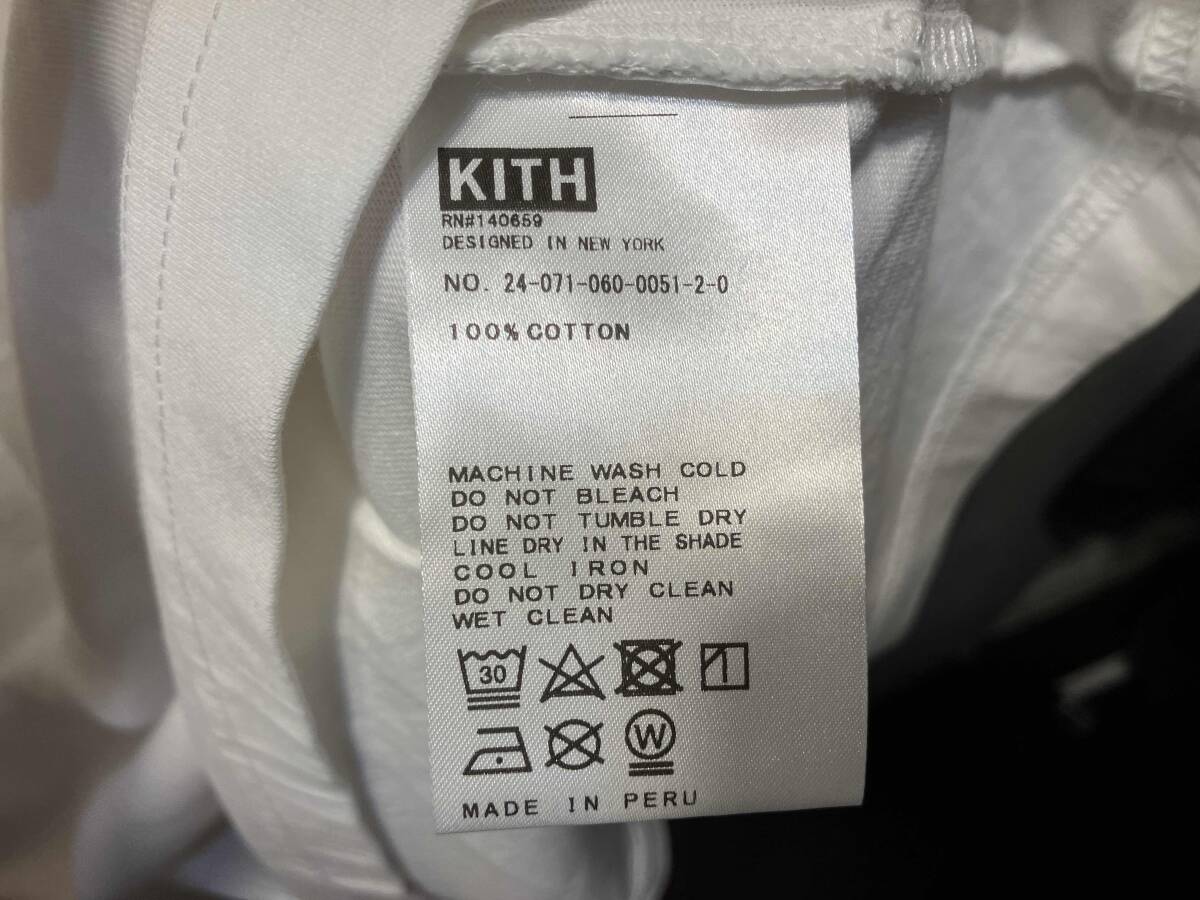 KITH
RN#140659
DESIGNED IN NEW YORK
NO. 24-071-060-0051-2-0
100% COTTON
MACHINE WASH COLD
DO NOT BLEACH
DO NOT TUMBLE DRY
LINE DRY IN THE SHADE
COOL IRON
DO NOT DRY CLEAN
WET CLEAN
30
W
MADE IN PERU